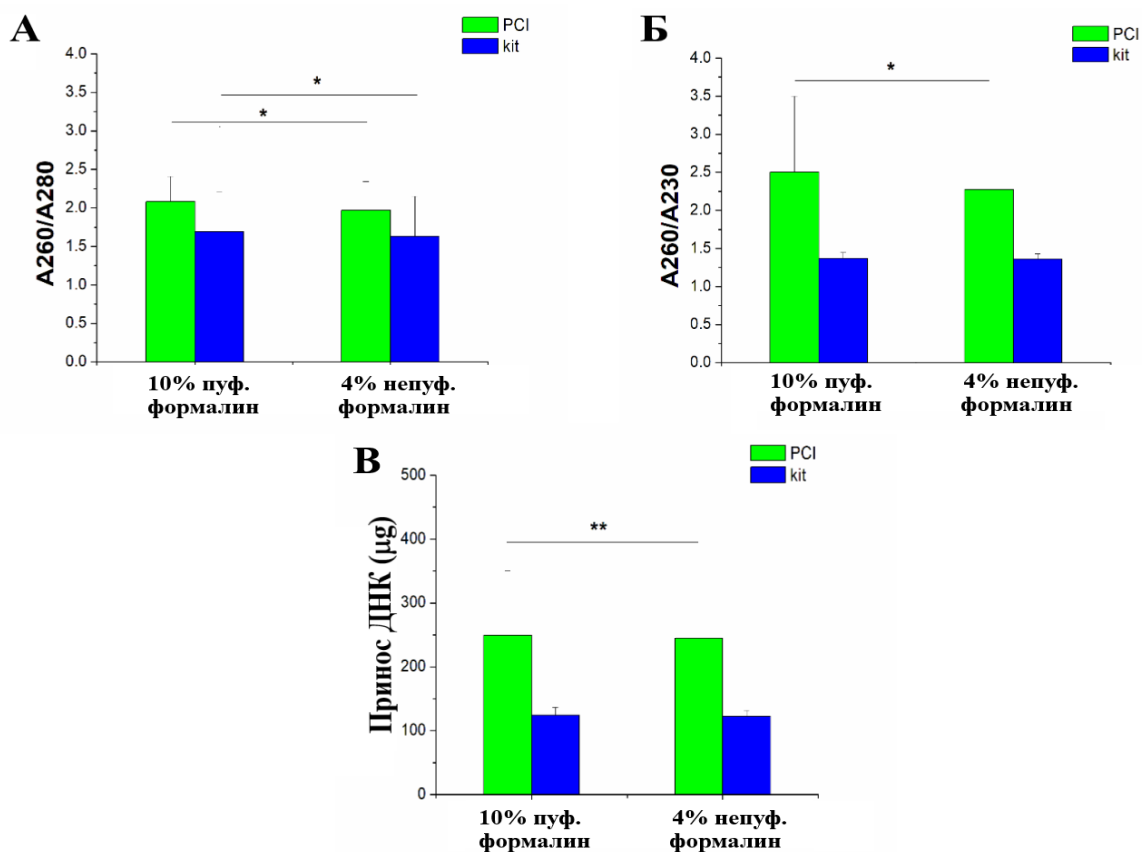 А
PCI
kit
*
*
4.0
3.5
3.0
2.5
2.0
1.5
1.0
0.5
0.0
A260/A280
10% пуф.
формалин
4% непуф.
формалин
Б
PCI
kit
*
4.0
3.5
3.0
2.5
2.0
1.5
1.0
0.5
0.0
A260/A230
10% пуф.
формалин
4% непуф.
формалин
В
PCI
kit
**
500
400
300
200
100
0
Принос ДНК (µg)
10% пуф.
формалин
4% непуф.
формалин